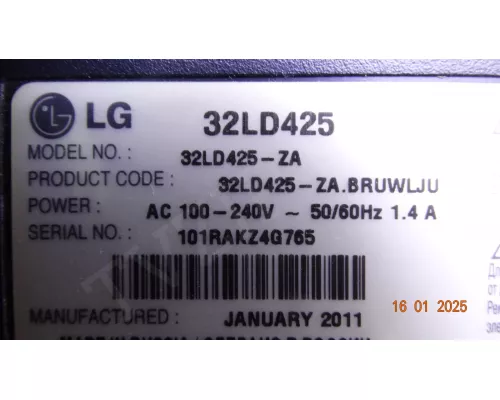 LG 32LD425
MODEL NO. : 32LD425-ZA
PRODUCT CODE : 32LD425-ZA.BRUWLJU
POWER : AC 100-240V ~ 50/60Hz 1.4 A
SERIAL NO. : 101RAKZ4G765
16 01 2025
MANUFACTURED : JANUARY 2011